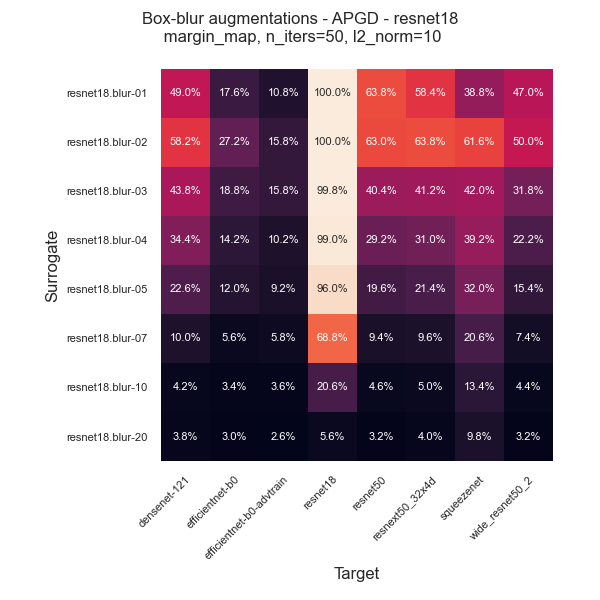 Box-blur augmentations - APGD - resnet18
margin_map, n_iters=50, l2_norm=10
Surrogate
resnet18.blur-01 49.0% 17.6% 10.8% 100.0% 63.8% 58.4% 38.8% 47.0%
resnet18.blur-02 58.2% 27.2% 15.8% 100.0% 63.0% 63.8% 61.6% 50.0%
resnet18.blur-03 43.8% 18.8% 15.8% 99.8% 40.4% 41.2% 42.0% 31.8%
resnet18.blur-04 34.4% 14.2% 10.2% 99.0% 29.2% 31.0% 39.2% 22.2%
resnet18.blur-05 22.6% 12.0% 9.2% 96.0% 19.6% 21.4% 32.0% 15.4%
resnet18.blur-07 10.0% 5.6% 5.8% 68.8% 9.4% 9.6% 20.6% 7.4%
resnet18.blur-10 4.2% 3.4% 3.6% 20.6% 4.6% 5.0% 13.4% 4.4%
resnet18.blur-20 3.8% 3.0% 2.6% 5.6% 3.2% 4.0% 9.8% 3.2%
densenet-121 efficientnet-b0 efficientnet-b0-advtrain resnet18 resnet50 resnext50_32x4d squeezenet wide_resnet50_2
Target